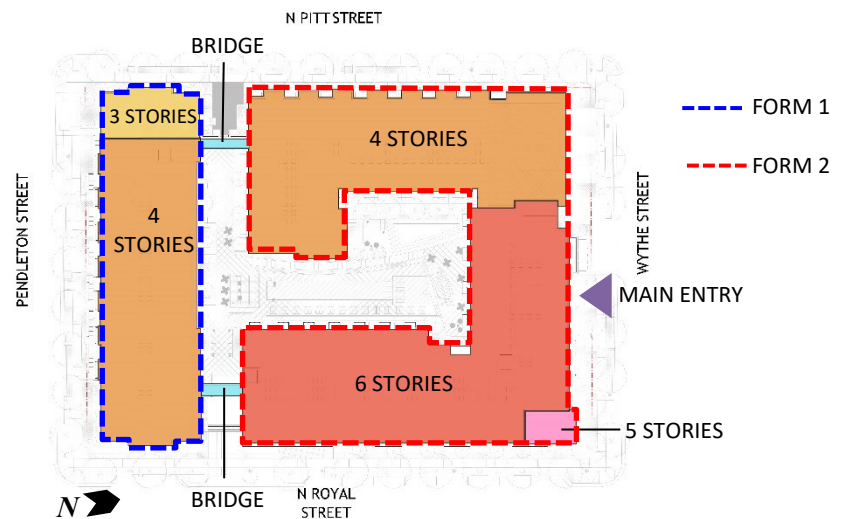 N PITT STREET
BRIDGE
3 STORIES
FORM 1
4 STORIES
FORM 2
4
STORIES
PENDLETON STREET
WYTHE STREET
MAIN ENTRY
6 STORIES
5 STORIES
BRIDGE
N ROYAL
STREET
N